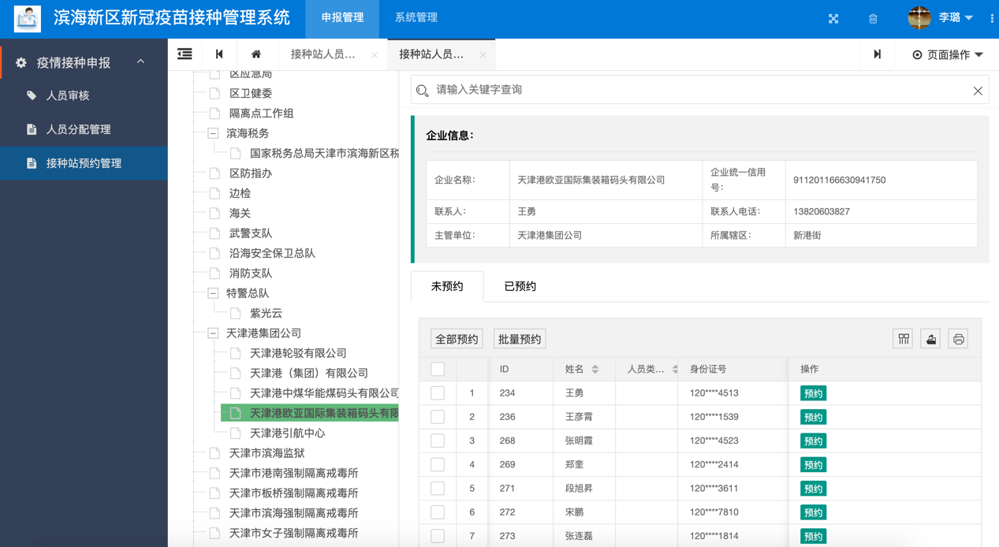 滨海新区新冠疫苗接种管理系统 申报管理 系统管理 李璐
疫情接种申报
人员审核
人员分配管理
接种站预约管理
接种站人员... 接种站人员... 页面操作
区应急局
区卫健委
隔离点工作组
滨海税务
国家税务总局天津市滨海新区税
区防指办
边检
海关
武警支队
沿海安全保卫总队
消防支队
特警总队
紫光云
天津港集团公司
天津港轮驳有限公司
天津港（集团）有限公司
天津港中煤华能煤码头有限公司
天津港欧亚国际集装箱码头有限
天津港引航中心
天津市滨海监狱
天津市港南强制隔离戒毒所
天津市板桥强制隔离戒毒所
天津市滨海强制隔离戒毒所
天津市女子强制隔离戒毒所
请输入关键字查询
企业信息：
企业名称： 天津港欧亚国际集装箱码头有限公司 企业统一信用号： 911201166630941750
联系人： 王勇 联系人电话： 13820603827
主管单位： 天津港集团公司 所属辖区： 新港街
未预约 已预约
全部预约 批量预约
ID 姓名 人员类... 身份证号 操作
1 234 王勇 120****4513 预约
2 236 王彦霄 120****1539 预约
3 268 张明霞 120****4523 预约
4 269 郑奎 120****2414 预约
5 271 段旭昇 120****3611 预约
6 272 宋鹏 120****7810 预约
7 273 张连磊 120****1814 预约